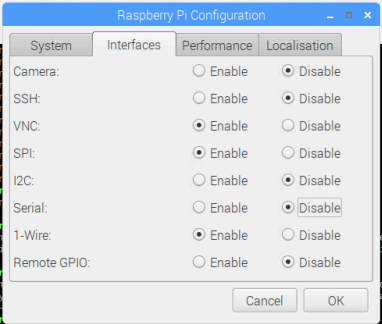 Raspberry Pi Configuration
System Interfaces Performance Localisation
Camera: Enable Disable
SSH: Enable Disable
VNC: Enable Disable
SPI: Enable Disable
I2C: Enable Disable
Serial: Enable Disable
1-Wire: Enable Disable
Remote GPIO: Enable Disable
Cancel OK